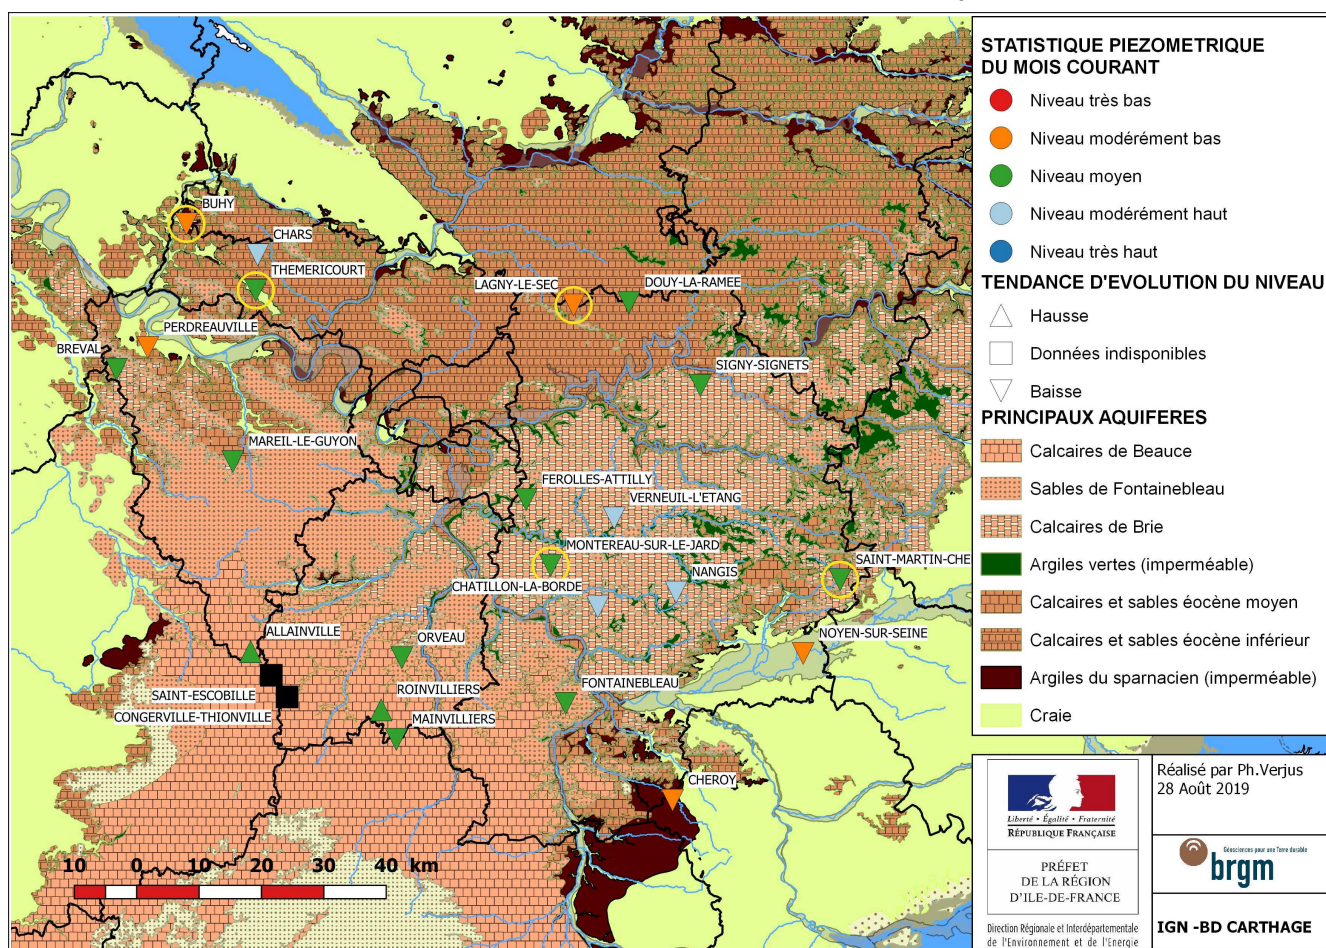 BUHY
CHARS
THEMERICOURT
LAGNY-LE-SEC
DOUY-LA-RAMEE
PERDREAUVILLE
BREVAL
SIGNY-SIGNETS
MAREIL-LE-GUYON
FEROLLES-ATTILLY
VERNEUIL-L'ETANG
MONTEREAU-SUR-LE-JARD
SAINT-MARTIN-CHE
NANGIS
CHATILLON-LA-BORDE
ALLAINVILLE
ORVEAU
NOYEN-SUR-SEINE
SAINT-ESCOBILLE
ROINVILLIERS
FONTAINEBLEAU
CONGERVILLE-THIONVILLE
MAINVILLIERS
CHEROY
10 0 10 20 30 40 km
STATISTIQUE PIEZOMETRIQUE
DU MOIS COURANT
Niveau très bas
Niveau modérément bas
Niveau moyen
Niveau modérément haut
Niveau très haut
TENDANCE D'EVOLUTION DU NIVEAU
Hausse
Données indisponibles
Baisse
PRINCIPAUX AQUIFERES
Calcaires de Beauce
Sables de Fontainebleau
Calcaires de Brie
Argiles vertes (imperméable)
Calcaires et sables éocène moyen
Calcaires et sables éocène inférieur
Argiles du sparnacien (imperméable)
Craie
Liberté • Égalité • Fraternité
RÉPUBLIQUE FRANÇAISE
PRÉFET
DE LA RÉGION
D'ILE-DE-FRANCE
Direction Régionale et Interdépartementale
de l'Environnement et de l'Energie
Réalisé par Ph.Verjus
28 Août 2019
Géosciences pour une Terre durable
brgm
IGN -BD CARTHAGE